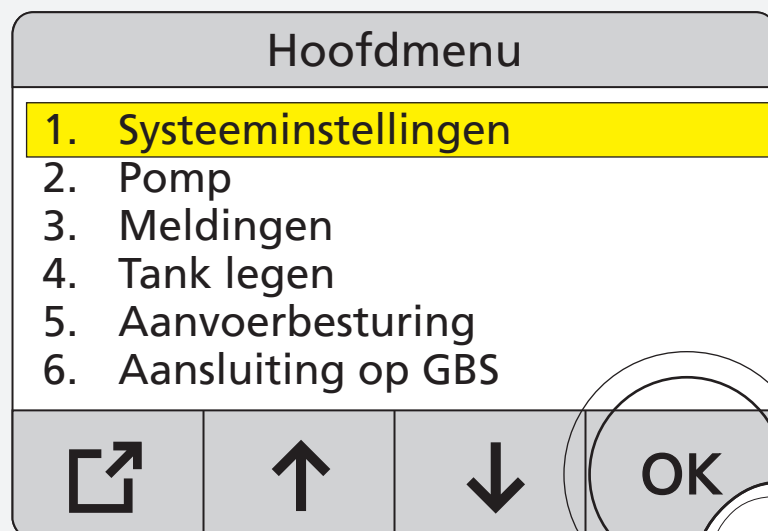 Hoofdmenu
1. Systeeminstellingen
2. Pomp
3. Meldingen
4. Tank legen
5. Aanvoerbesturing
6. Aansluiting op GBS
OK